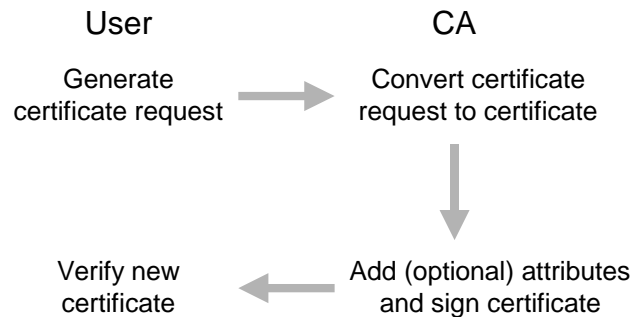 User
CA
Generate
certificate request
Convert certificate
request to certificate
Verify new
certificate
Add (optional) attributes
and sign certificate